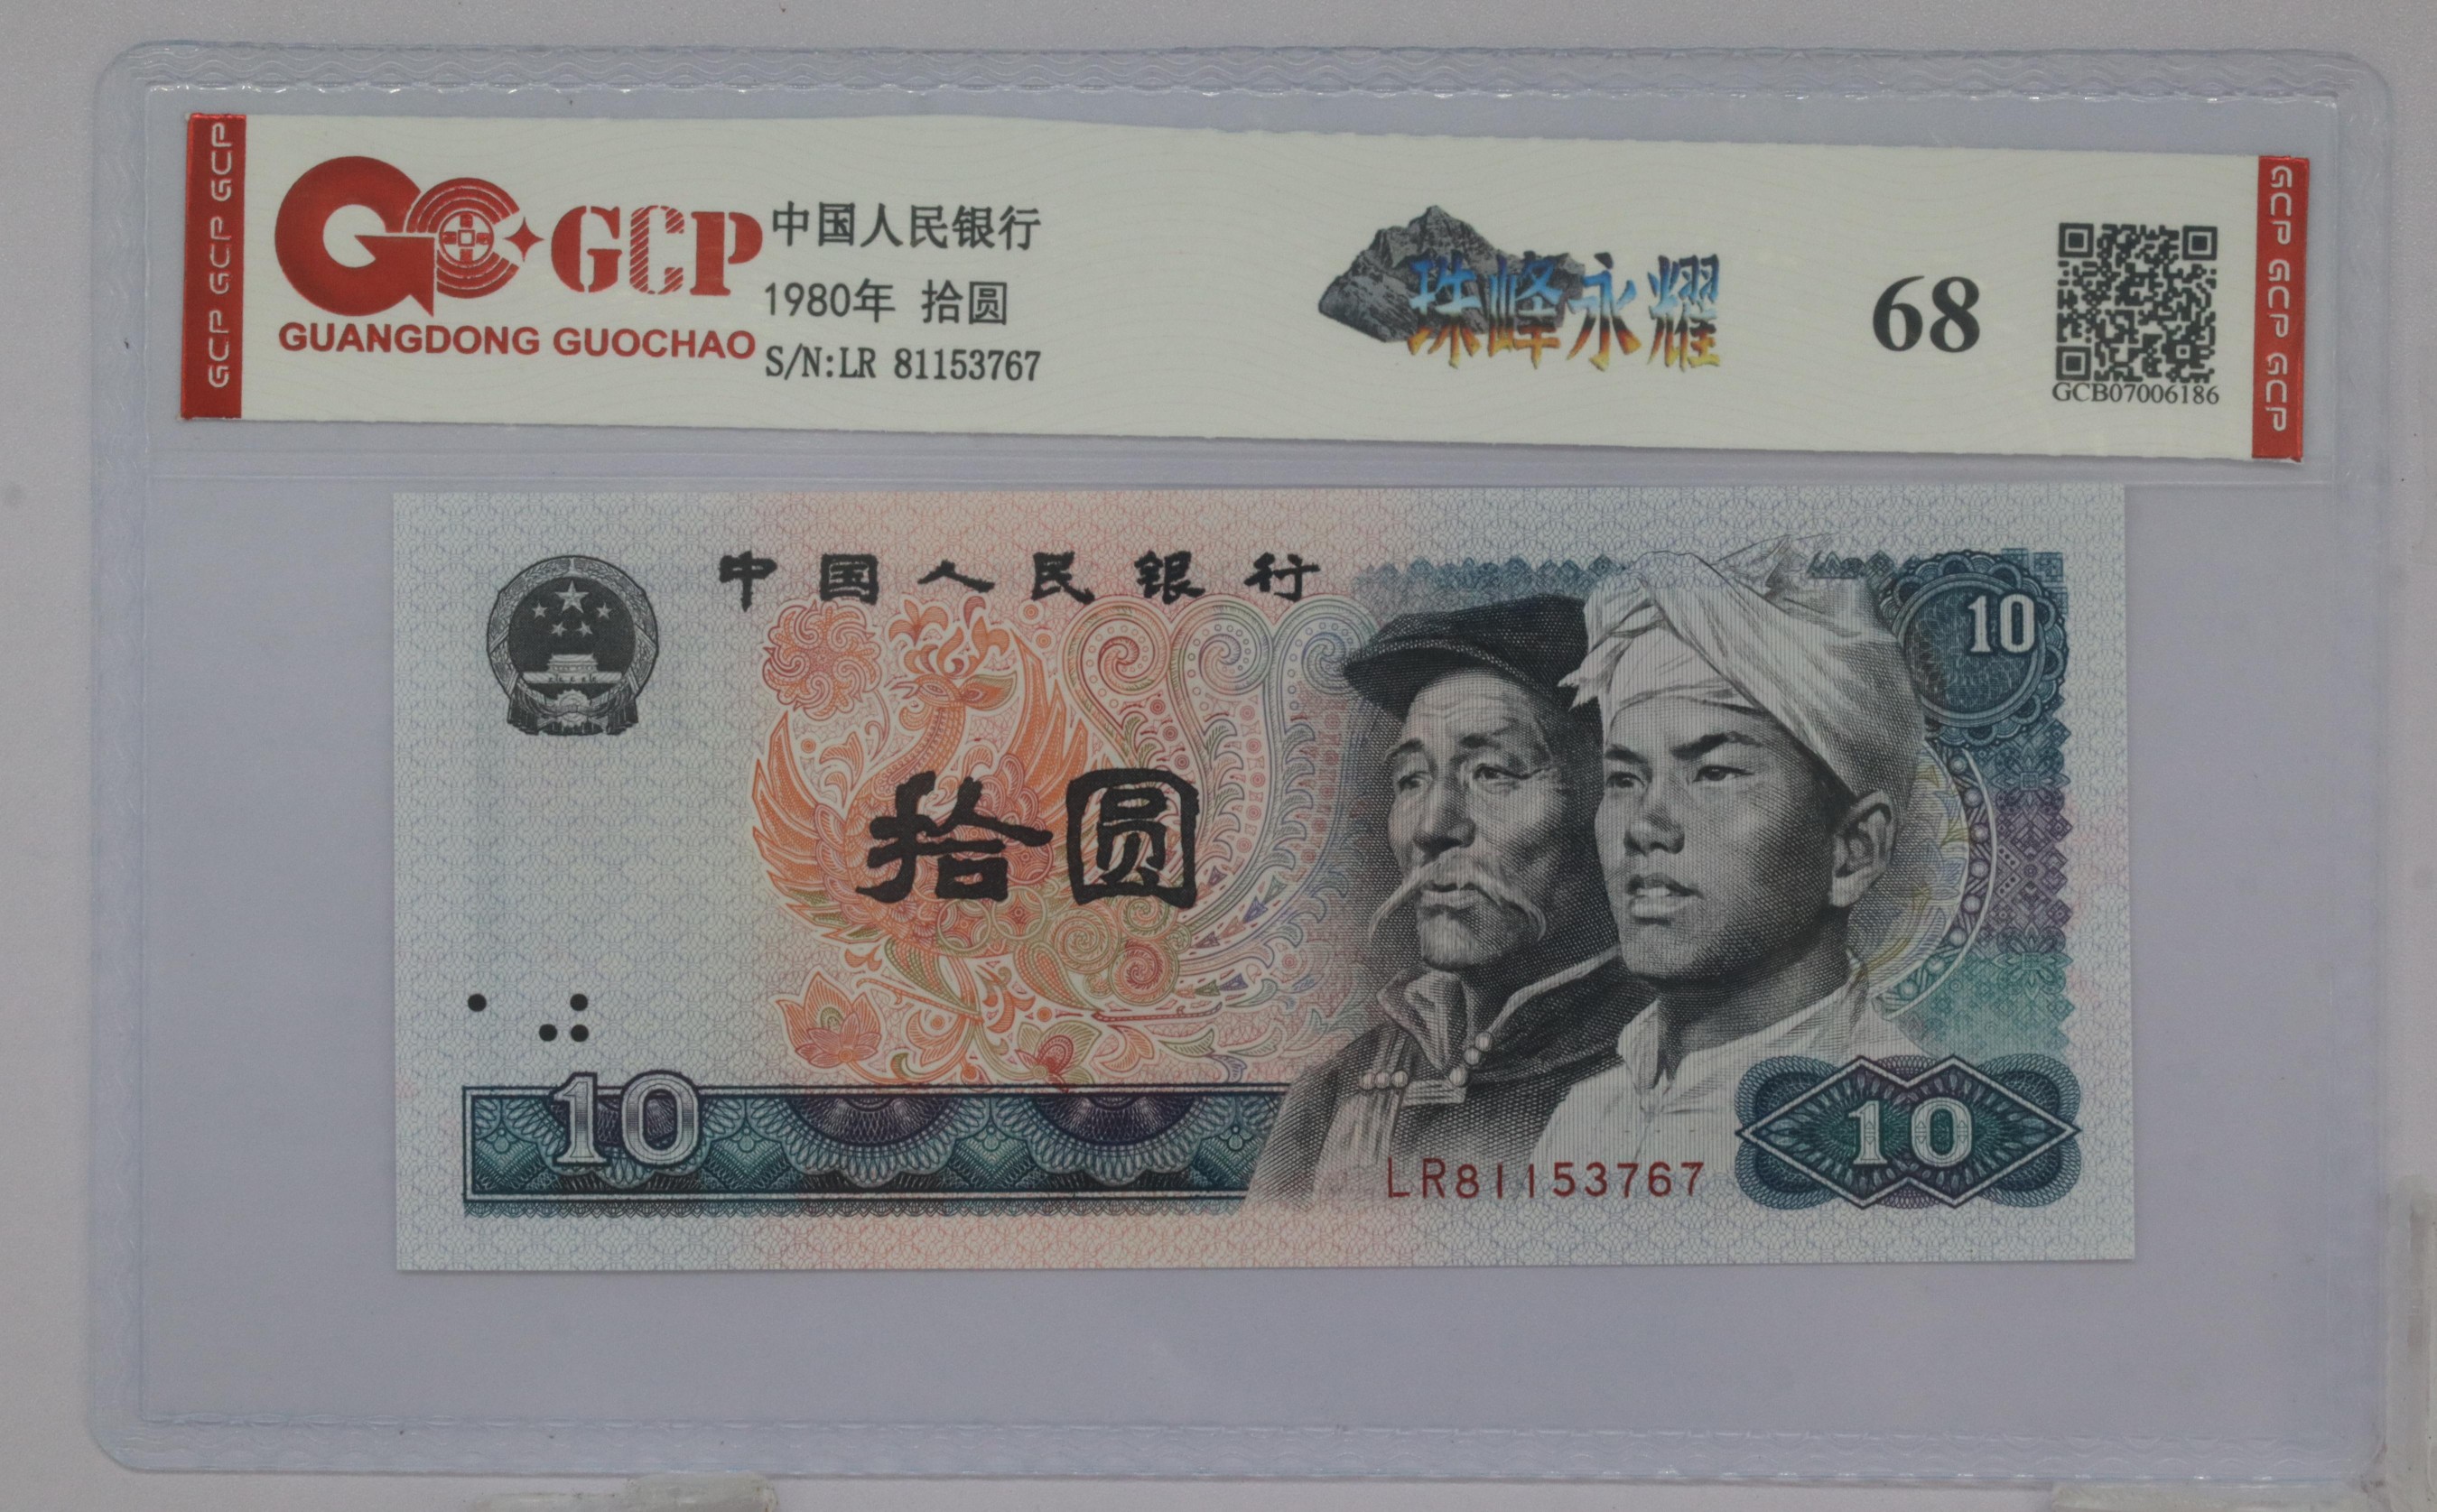 GCP GCP GCP
GCP
GUANGDONG GUOCHAO
中国人民银行
1980年 拾圆
S/N:LR 81153767
珠峰永耀
68
GCB07006186
GCP GCP GCP
中国人民银行
10
拾圆
10
10
LR81153767